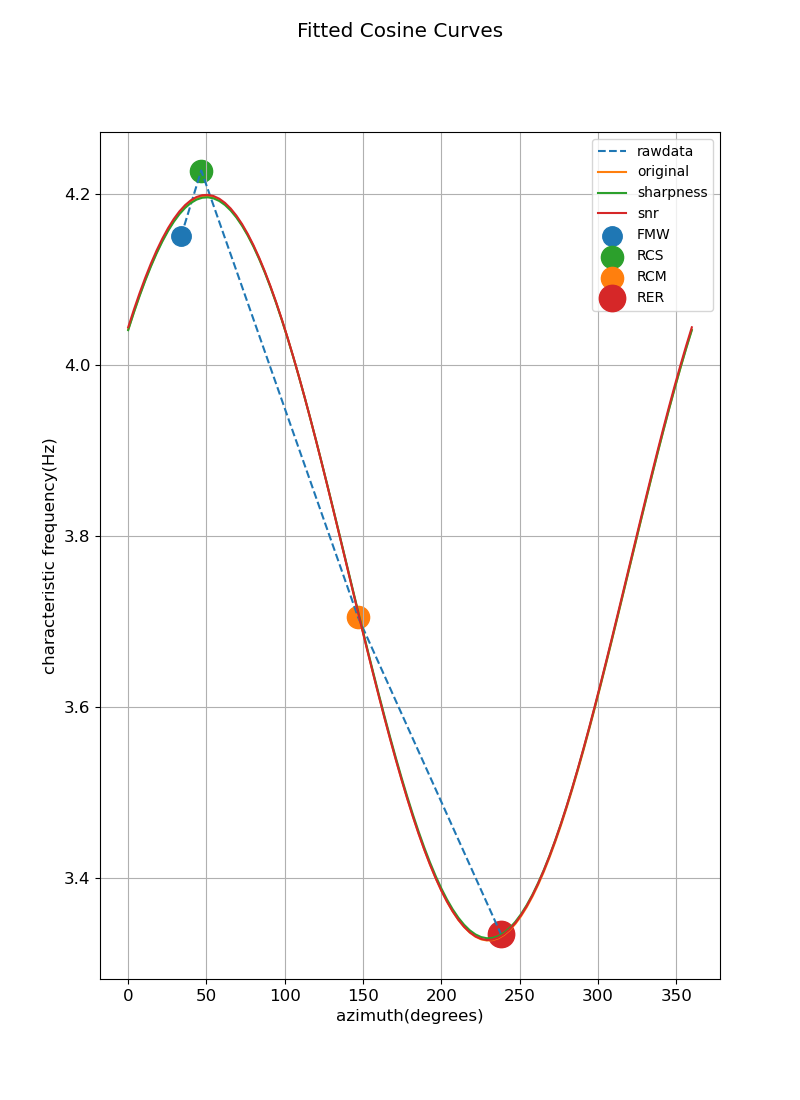 Fitted Cosine Curves
rawdata
original
sharpness
snr
FMW
RCS
RCM
RER
4.2
4.0
3.8
3.6
3.4
characteristic frequency(Hz)
0 50 100 150 200 250 300 350
azimuth(degrees)